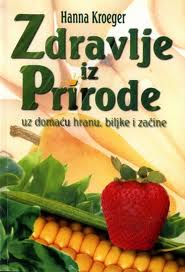 Hanna Kroeger
Zdravlje
iz
Prirode
uz domaću hranu, biljke i začine